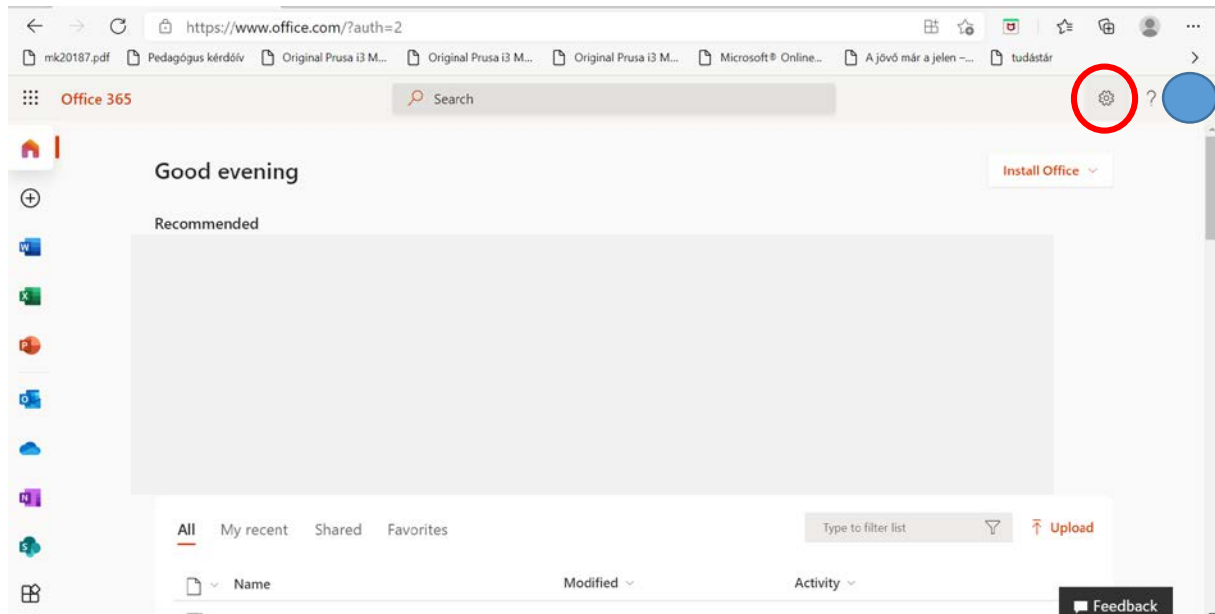 https://www.office.com/?auth=2
mk20187.pdf Pedagógus kérdőív Original Prusa i3 M... Original Prusa i3 M... Original Prusa i3 M... Microsoft® Online... A jövő már a jelen –... tudástár
Office 365 Search ?
Good evening Install Office
Recommended
All My recent Shared Favorites Type to filter list Upload
Name Modified Activity
Feedback